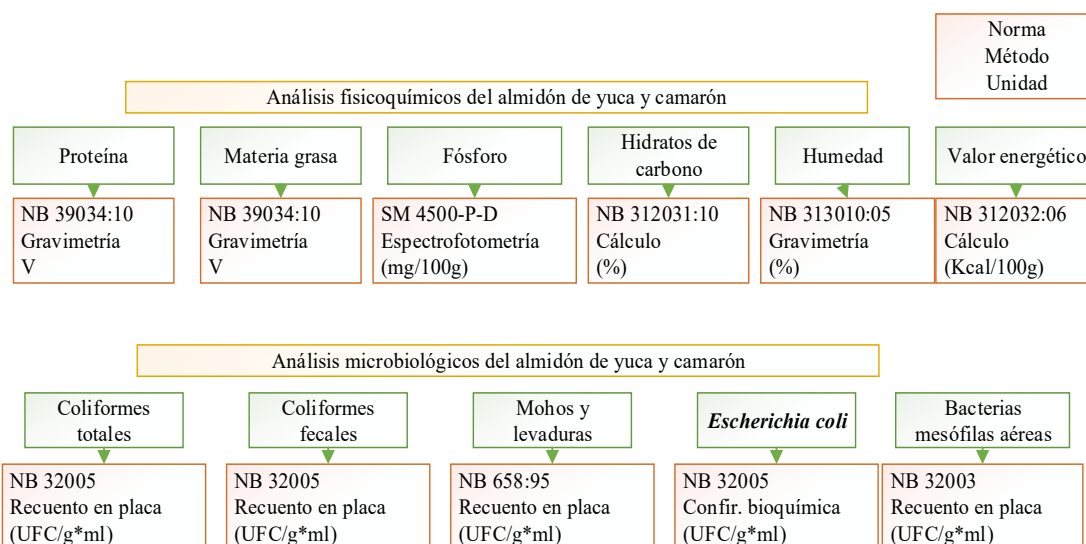 Norma
Método
Unidad
Análisis fisicoquímicos del almidón de yuca y camarón
Proteína
Materia grasa
Fósforo
Hidratos de
carbono
Humedad
Valor energético
NB 39034:10
Gravimetría
V
NB 39034:10
Gravimetría
V
SM 4500-P-D
Espectrofotometría
(mg/100g)
NB 312031:10
Cálculo
(%)
NB 313010:05
Gravimetría
(%)
NB 312032:06
Cálculo
(Kcal/100g)
Análisis microbiológicos del almidón de yuca y camarón
Coliformes
totales
Coliformes
fecales
Mohos y
levaduras
Escherichia coli
Bacterias
mesófilas aéreas
NB 32005
Recuento en placa
(UFC/g*ml)
NB 32005
Recuento en placa
(UFC/g*ml)
NB 658:95
Recuento en placa
(UFC/g*ml)
NB 32005
Confir. bioquímica
(UFC/g*ml)
NB 32003
Recuento en placa
(UFC/g*ml)